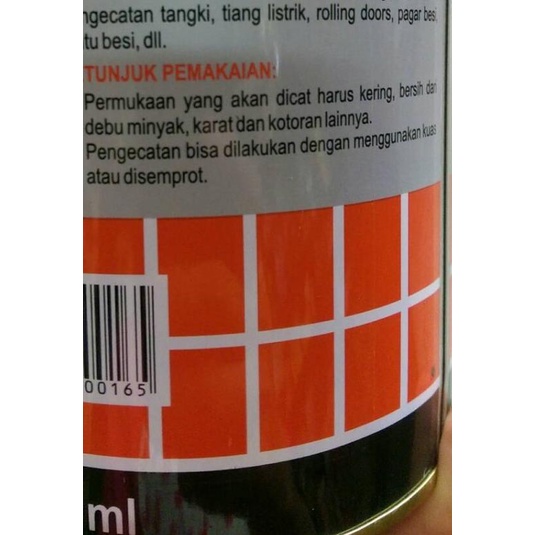 ngecatan tangki, tiang listrik, rolling doors, pagar besi,
tu besi, dll.
TUNJUK PEMAKAIAN:
Permukaan yang akan dicat harus kering, bersih dari
debu minyak, karat dan kotoran lainnya.
Pengecatan bisa dilakukan dengan menggunakan kuas
atau disemprot.
00165
ml